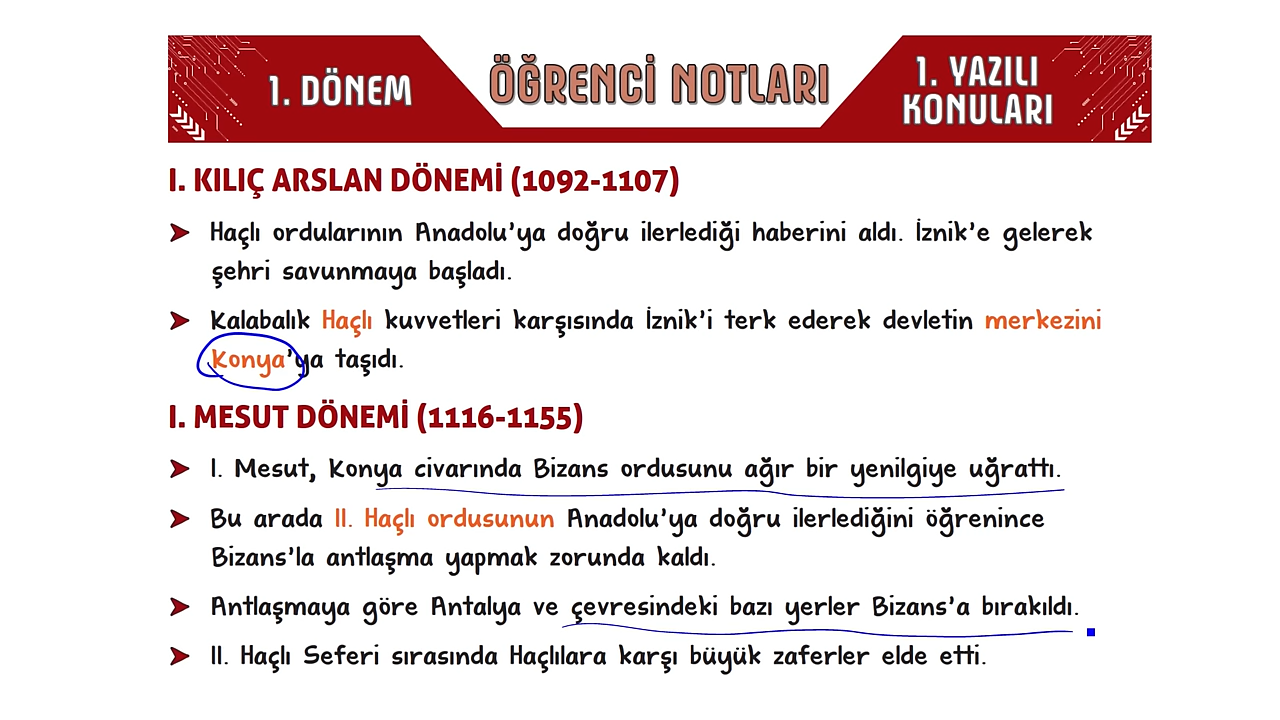 1. DÖNEM
ÖĞRENCİ NOTLARI
1. YAZILI
KONULARI
I. KILIÇ ARSLAN DÖNEMİ (1092-1107)
➤ Haçlı ordularının Anadolu'ya doğru ilerlediği haberini aldı. İznik'e gelerek
şehri savunmaya başladı.
➤ Kalabalık Haçlı kuvvetleri karşısında İznik'i terk ederek devletin merkezini
Konya'ya taşıdı.
I. MESUT DÖNEMİ (1116-1155)
➤ I. Mesut, Konya civarında Bizans ordusunu ağır bir yenilgiye uğrattı.
➤ Bu arada II. Haçlı ordusunun Anadolu'ya doğru ilerlediğini öğrenince
Bizans'la antlaşma yapmak zorunda kaldı.
➤ Antlaşmaya göre Antalya ve çevresindeki bazı yerler Bizans'a bırakıldı.
➤ II. Haçlı Seferi sırasında Haçlılara karşı büyük zaferler elde etti.